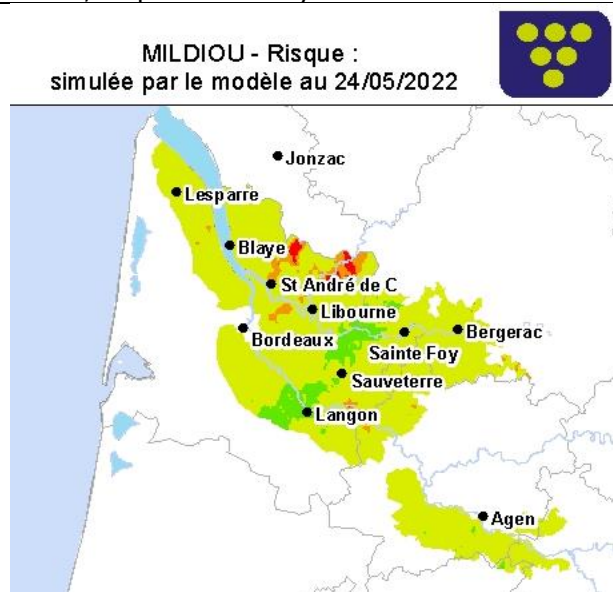 MILDIOU - Risque :
simulée par le modèle au 24/05/2022
Jonzac
Lesparre
Blaye
St André de C
Libourne
Bordeaux
Bergerac
Sainte Foy
Sauveterre
Langon
Agen